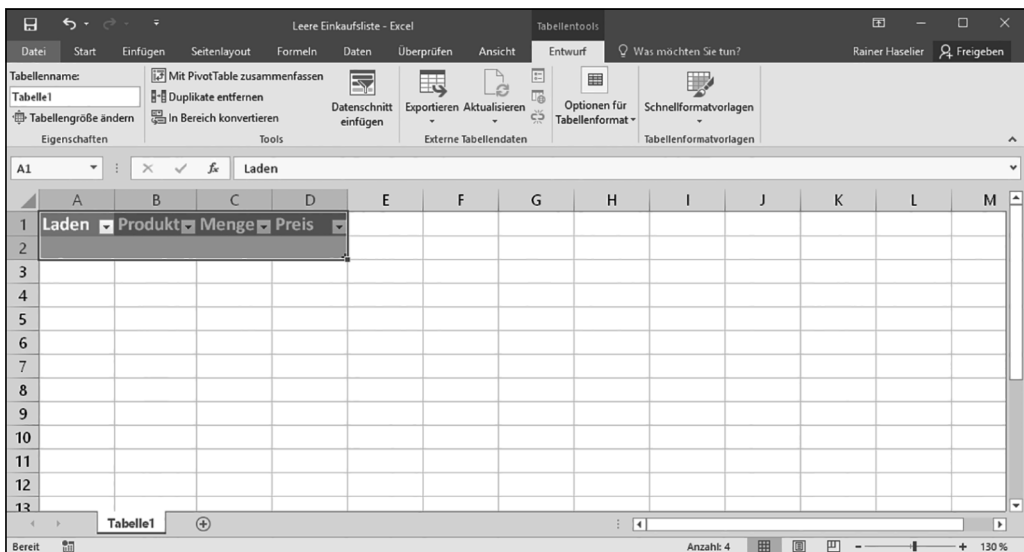 Leere Einkaufsliste - Excel Tabellentools
Datei Start Einfügen Seitenlayout Formeln Daten Überprüfen Ansicht Entwurf Was möchten Sie tun? Rainer Haselier Freigeben
Tabellenname:
Tabelle1
Tabellengröße ändern
Eigenschaften
Mit PivotTable zusammenfassen
Duplikate entfernen
In Bereich konvertieren
Tools
Datenschnitt
einfügen
Exportieren Aktualisieren
Externe Tabellendaten
Optionen für
Tabellenformat
Schnellformatvorlagen
Tabellenformatvorlagen
A1 fx Laden
A B C D E F G H I J K L M
1 Laden Produkt Menge Preis
2
3
4
5
6
7
8
9
10
11
12
13
Tabelle1
Bereit Anzahl: 4 130 %